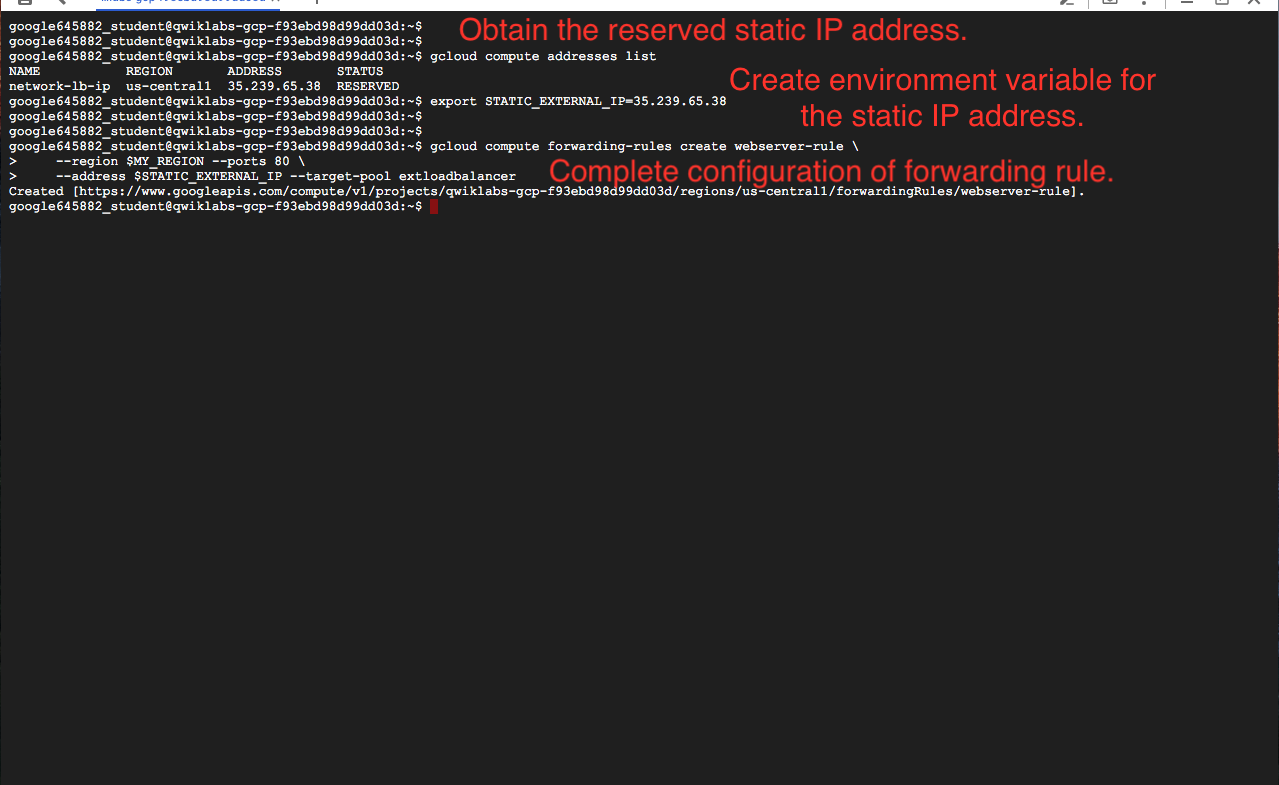 google645882_student@qwiklabs-gcp-f93ebd98d99dd03d:~$
Obtain the reserved static IP address.
google645882_student@qwiklabs-gcp-f93ebd98d99dd03d:~$
google645882_student@qwiklabs-gcp-f93ebd98d99dd03d:~$ gcloud compute addresses list
NAME REGION ADDRESS STATUS
network-lb-ip us-central1 35.239.65.38 RESERVED
Create environment variable for
the static IP address.
google645882_student@qwiklabs-gcp-f93ebd98d99dd03d:~$ export STATIC_EXTERNAL_IP=35.239.65.38
google645882_student@qwiklabs-gcp-f93ebd98d99dd03d:~$
google645882_student@qwiklabs-gcp-f93ebd98d99dd03d:~$
google645882_student@qwiklabs-gcp-f93ebd98d99dd03d:~$ gcloud compute forwarding-rules create webserver-rule \
> --region $MY_REGION --ports 80 \
> --address $STATIC_EXTERNAL_IP --target-pool extloadbalancer
Complete configuration of forwarding rule.
Created [https://www.googleapis.com/compute/v1/projects/qwiklabs-gcp-f93ebd98d99dd03d/regions/us-central1/forwardingRules/webserver-rule].
google645882_student@qwiklabs-gcp-f93ebd98d99dd03d:~$